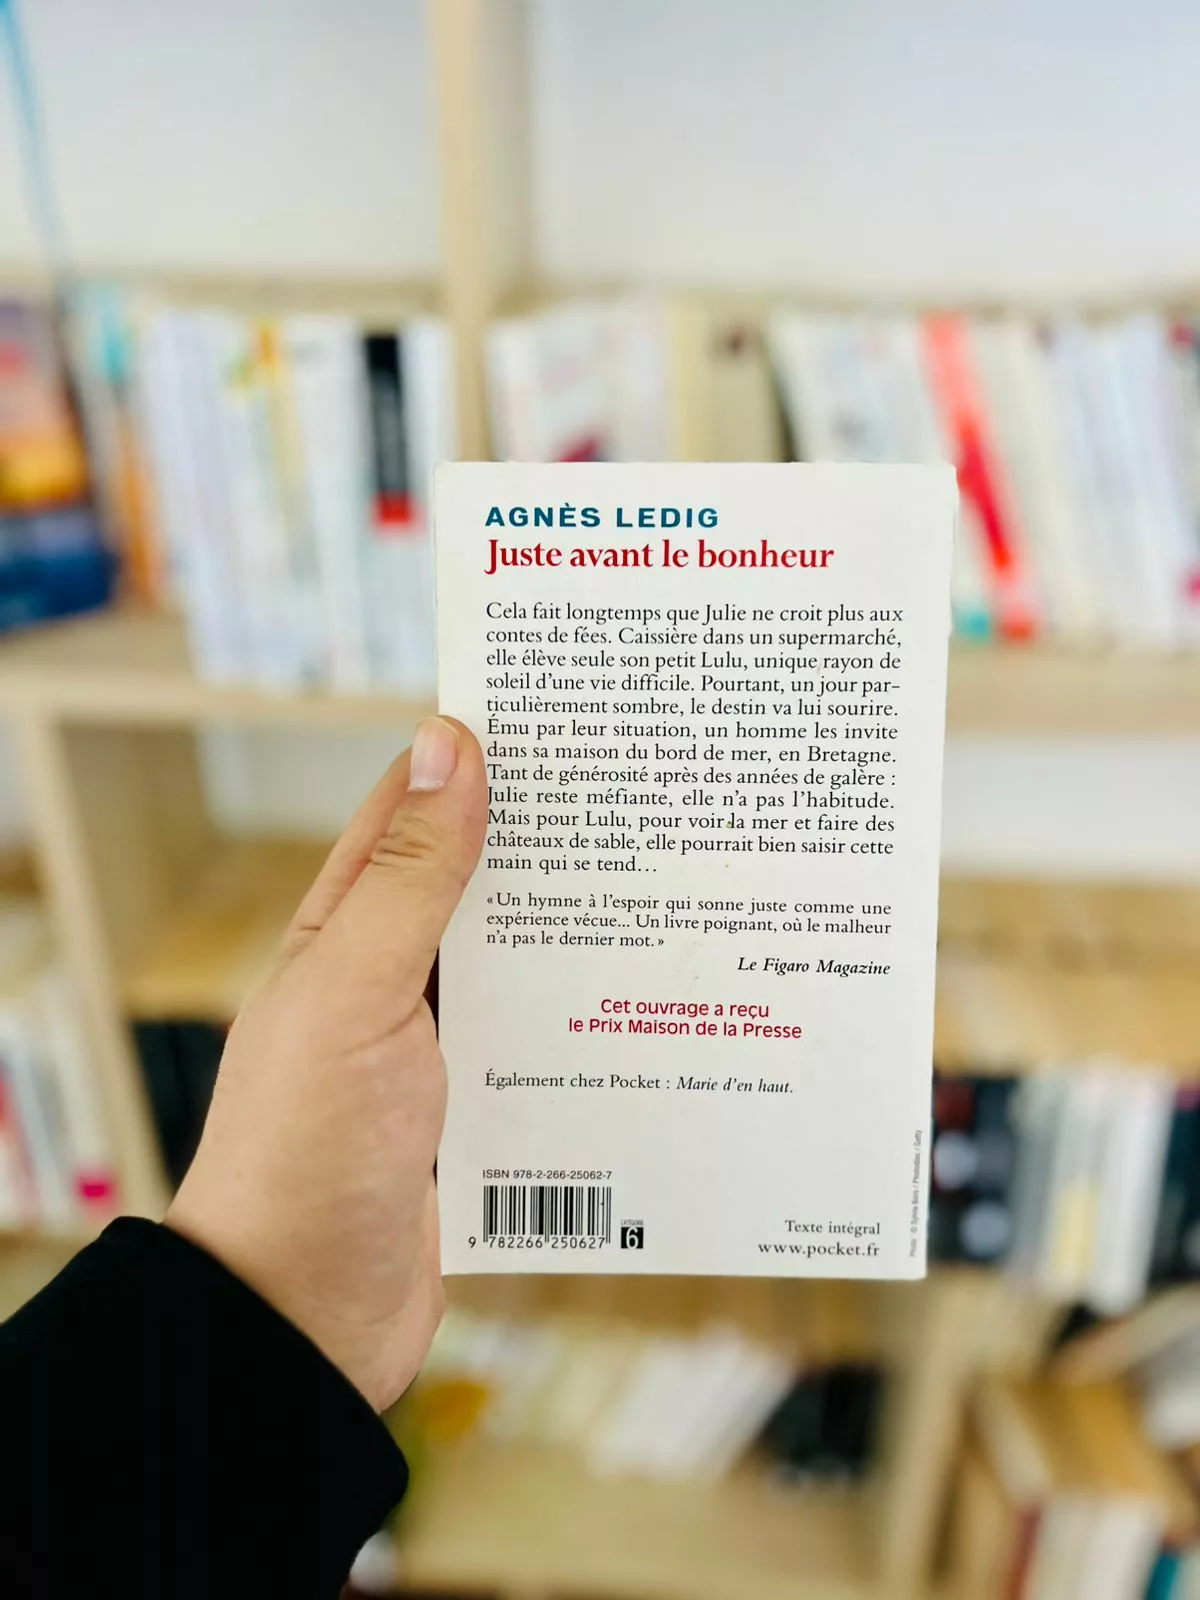 AGNÈS LEDIG
Juste avant le bonheur
Cela fait longtemps que Julie ne croit plus aux
contes de fées. Caissière dans un supermarché,
elle élève seule son petit Lulu, unique rayon de
soleil d'une vie difficile. Pourtant, un jour par-
ticulièrement sombre, le destin va lui sourire.
Ému par leur situation, un homme les invite
dans sa maison du bord de mer, en Bretagne.
Tant de générosité après des années de galère :
Julie reste méfiante, elle n'a pas l'habitude.
Mais pour Lulu, pour voir la mer et faire des
châteaux de sable, elle pourrait bien saisir cette
main qui se tend…
« Un hymne à l'espoir qui sonne juste comme une
expérience vécue... Un livre poignant, où le malheur
n'a pas le dernier mot. »
Le Figaro Magazine
Cet ouvrage a reçu
le Prix Maison de la Presse
Également chez Pocket : Marie d'en haut.
ISBN 978-2-266-25062-7
9 782266 250627
CATÉGORIE
6
Texte intégral
www.pocket.fr
Photo : © Sylvie Boris / Photodisc / Getty